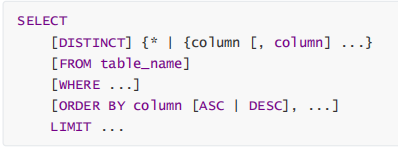 SELECT
[DISTINCT] {* | {column [, column] ...}
[FROM table_name]
[WHERE ...]
[ORDER BY column [ASC | DESC], ...]
LIMIT ...